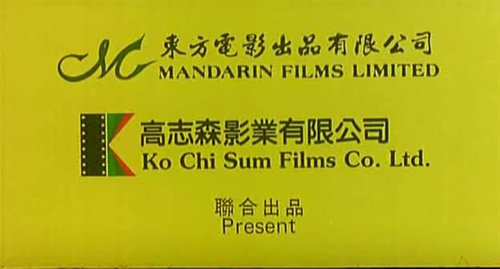 東方電影出品有限公司
MANDARIN FILMS LIMITED
高志森影業有限公司
Ko Chi Sum Films Co. Ltd.
聯合出品
Present